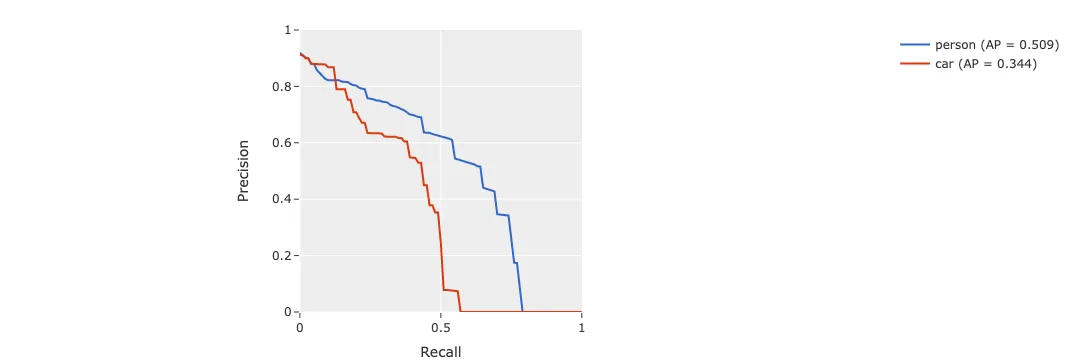 1
0.8
0.6
0.4
0.2
0
Precision
0
0.5
1
Recall
person (AP = 0.509)
car (AP = 0.344)